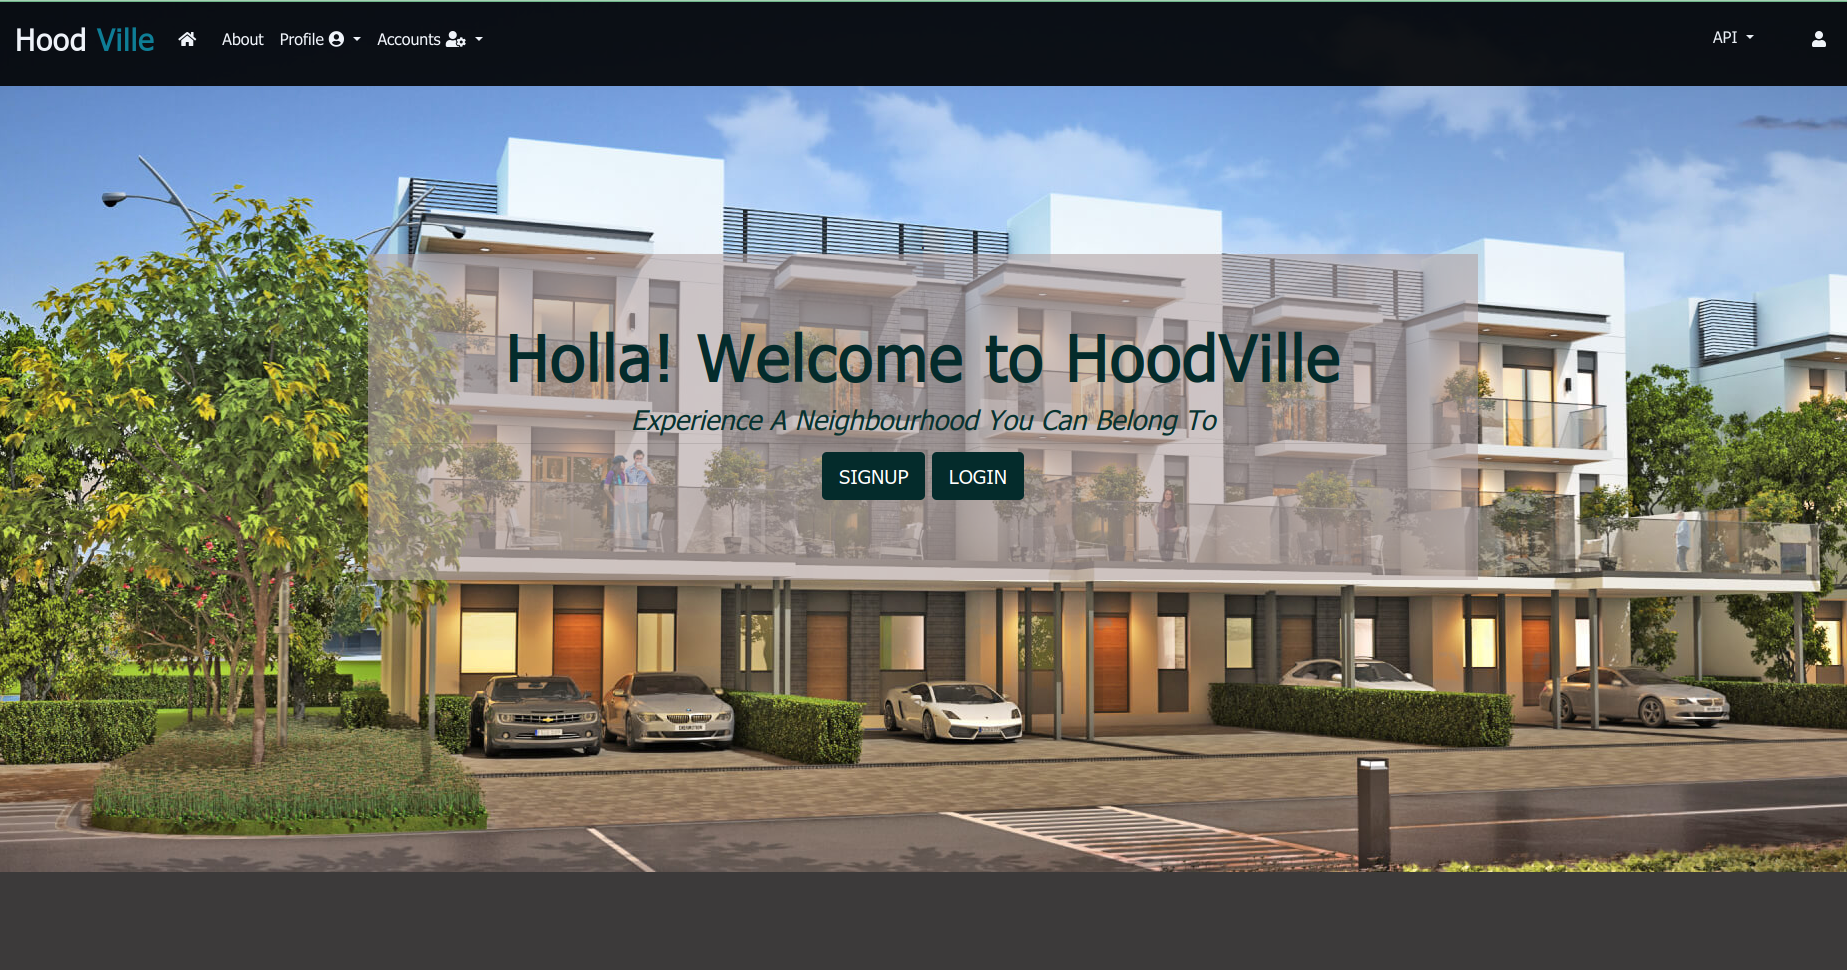 Hood Ville
About
Profile
Accounts
API
Holla! Welcome to HoodVille
Experience A Neighbourhood You Can Belong To
SIGNUP
LOGIN